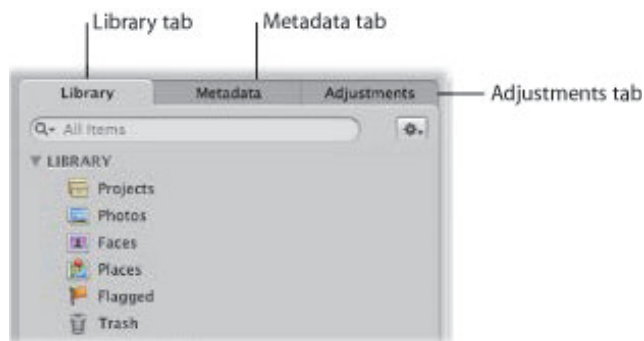 Library tab
Metadata tab
Library
Metadata
Adjustments
Adjustments tab
All Items
LIBRARY
Projects
Photos
Faces
Places
Flagged
Trash